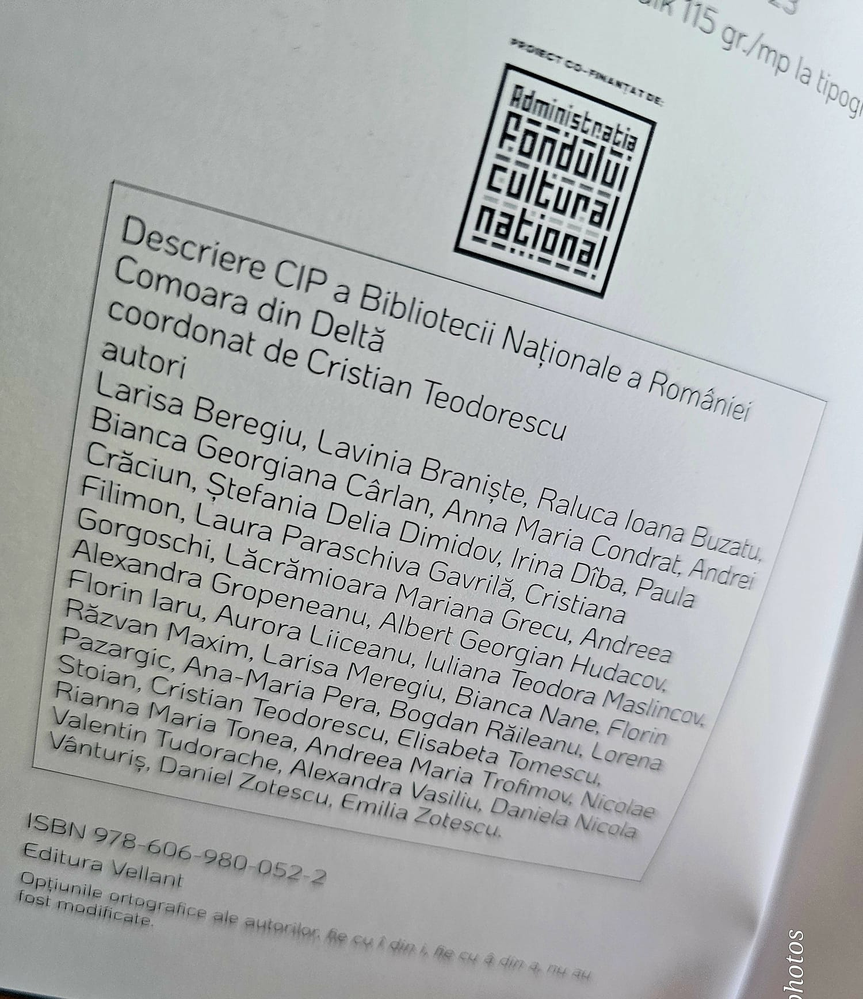 23
115 gr./mp la tipogr
PROIECT CO-FINANȚAT DE:
Administrația
Fondului
cultural
național
Descriere CIP a Bibliotecii Naționale a României
Comoara din Deltă
coordonat de Cristian Teodorescu
autori
Larisa Beregiu, Lavinia Braniște, Raluca Ioana Buzatu,
Bianca Georgiana Cârlan, Anna Maria Condrat, Andrei
Crăciun, Ștefania Delia Dimidov, Irina Dîba, Paula
Filimon, Laura Paraschiva Gavrilă, Cristiana
Gorgoschi, Lăcrămioara Mariana Grecu, Andreea
Alexandra Gropeneanu, Albert Georgian Hudacov,
Florin Iaru, Aurora Liiceanu, Iuliana Teodora Maslincov,
Răzvan Maxim, Larisa Meregiu, Bianca Nane, Florin
Pazargic, Ana-Maria Pera, Bogdan Răileanu, Lorena
Stoian, Cristian Teodorescu, Elisabeta Tomescu,
Rianna Maria Tonea, Andreea Maria Trofimov, Nicolae
Valentin Tudorache, Alexandra Vasiliu, Daniela Nicola
Vânturiș, Daniel Zotescu, Emilia Zotescu.
ISBN 978-606-980-052-2
Editura Vellant
Opțiunile ortografice ale autorilor, fie cu î din i, fie cu â din a, nu au
fost modificate.
photos